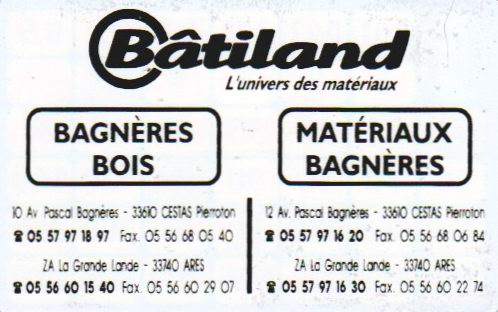 Bâtiland
L'univers des matériaux
BAGNÈRES
BOIS
10 Av. Pascal Bagnères - 33610 CESTAS Pierroton
☎ 05 57 97 18 97 Fax. 05 56 68 05 40
ZA La Grande Lande - 33740 ARES
☎ 05 56 60 15 40 Fax. 05 56 60 29 07
MATÉRIAUX
BAGNÈRES
12 Av. Pascal Bagnères - 33610 CESTAS Pierroton
☎ 05 57 97 16 20 Fax. 05 56 68 06 84
ZA La Grande Lande - 33740 ARES
☎ 05 57 97 16 30 Fax. 05 56 60 22 74